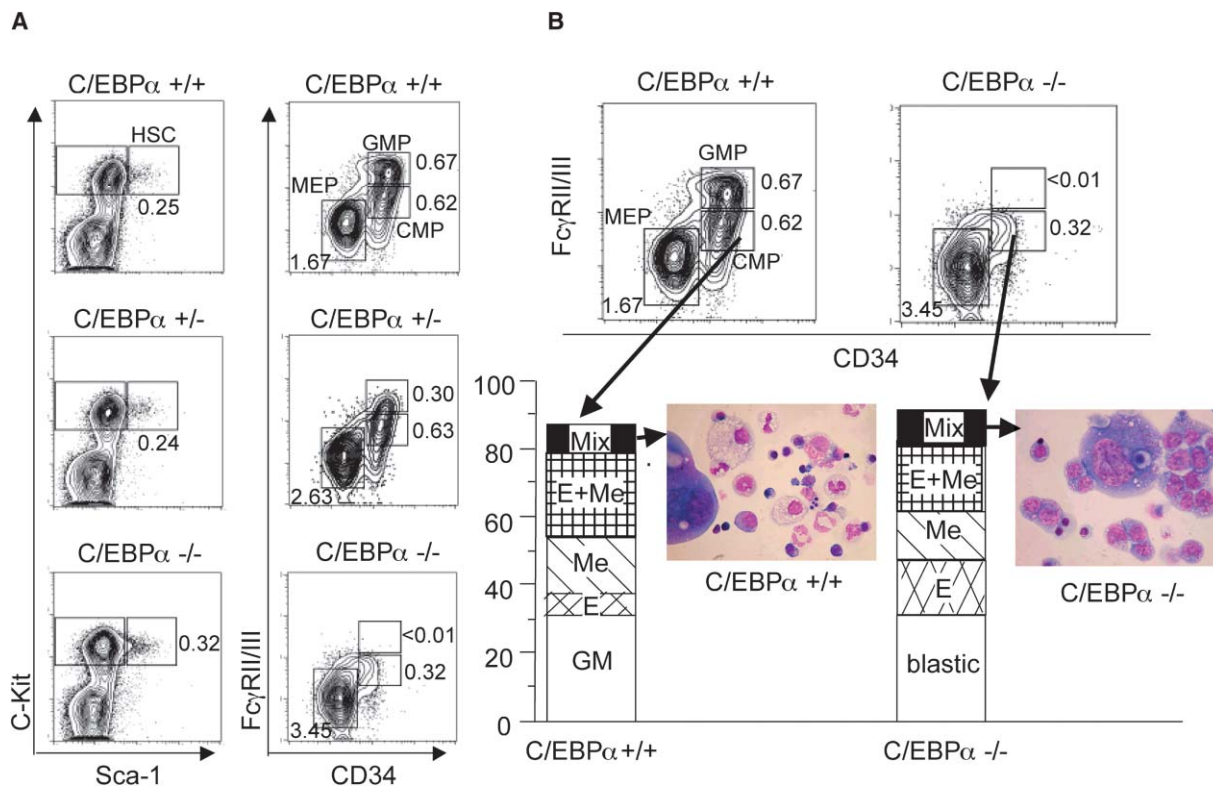 A
C/EBPα +/+
HSC
0.25
C/EBPα +/-
0.24
C/EBPα -/-
0.32
C-Kit
Sca-1
C/EBPα +/+
GMP
0.67
MEP
0.62
CMP
1.67
C/EBPα +/-
0.30
0.63
2.63
C/EBPα -/-
<0.01
0.32
3.45
FcγRII/III
CD34
B
C/EBPα +/+
GMP
0.67
MEP
0.62
CMP
1.67
C/EBPα -/-
<0.01
0.32
3.45
FcγRII/III
CD34
100
80
60
40
20
0
Mix
E+Me
Me
E
GM
C/EBPα +/+
C/EBPα+/+
Mix
E+Me
Me
E
blastic
C/EBPα -/-
C/EBPα -/-